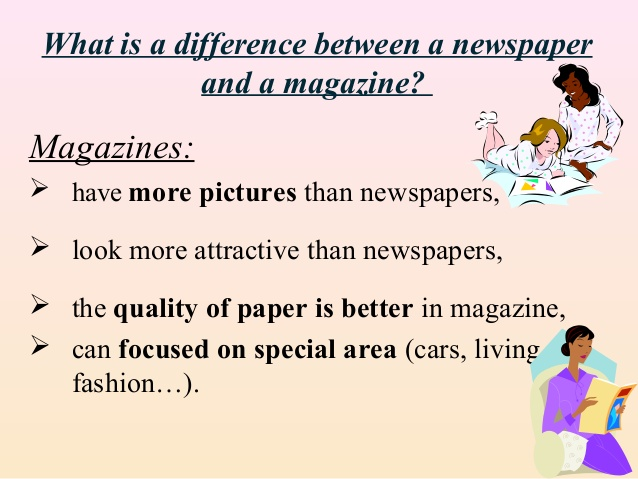 What is a difference between a newspaper
and a magazine?
Magazines:
➢ have more pictures than newspapers,
➢ look more attractive than newspapers,
➢ the quality of paper is better in magazine,
➢ can focused on special area (cars, living
fashion…).